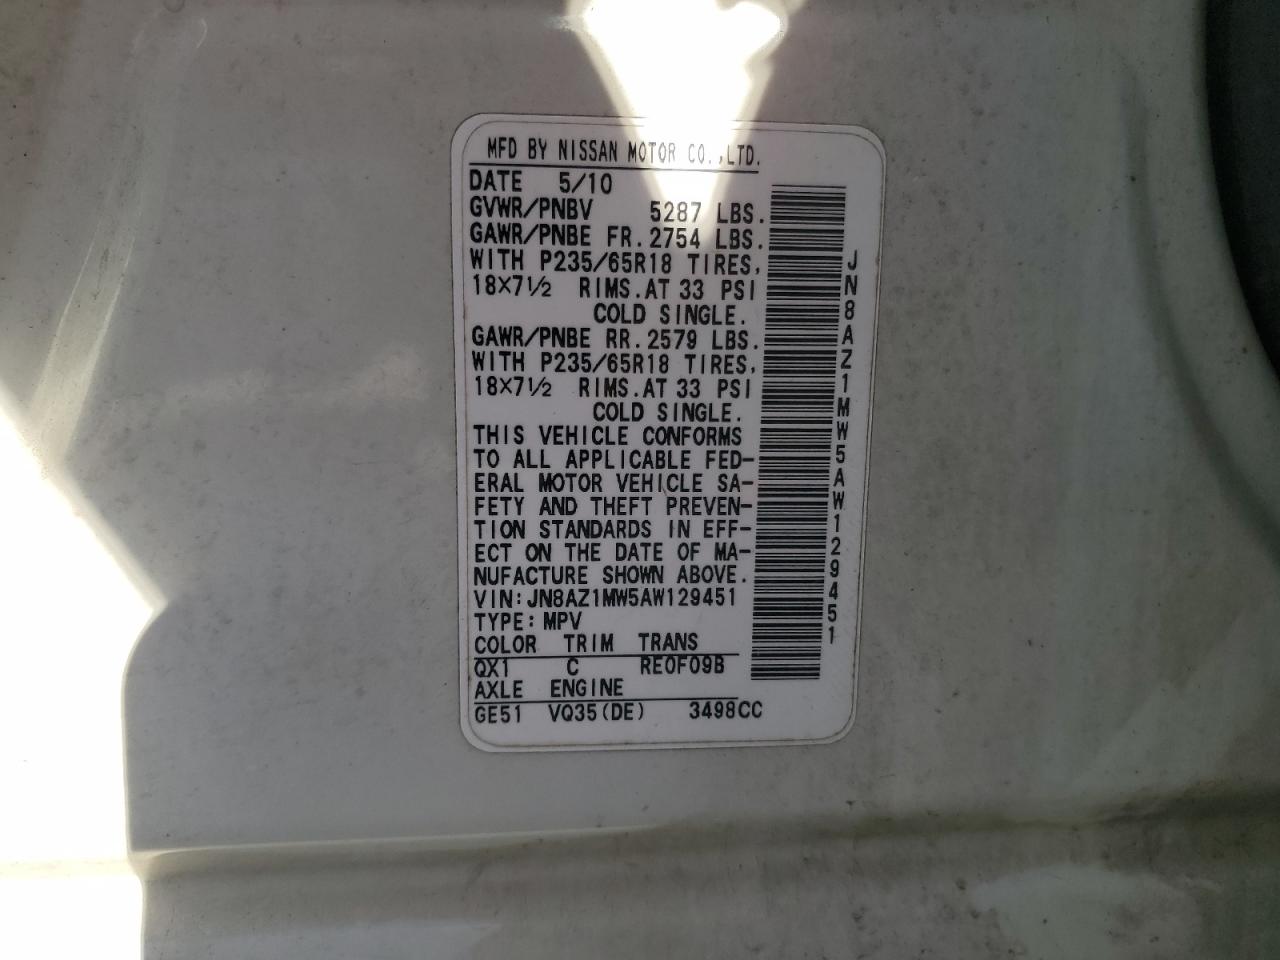 MFD BY NISSAN MOTOR CO.,LTD.
DATE 5/10
GVWR/PNBV 5287 LBS.
GAWR/PNBE FR.2754 LBS.
WITH P235/65R18 TIRES,
18×7½ RIMS.AT 33 PSI
COLD SINGLE.
GAWR/PNBE RR.2579 LBS.
WITH P235/65R18 TIRES,
18×7½ RIMS.AT 33 PSI
COLD SINGLE.
THIS VEHICLE CONFORMS
TO ALL APPLICABLE FED-
ERAL MOTOR VEHICLE SA-
FETY AND THEFT PREVEN-
TION STANDARDS IN EFF-
ECT ON THE DATE OF MA-
NUFACTURE SHOWN ABOVE.
VIN:JN8AZ1MW5AW129451
TYPE:MPV
COLOR TRIM TRANS
QX1 C RE0F09B
AXLE ENGINE
GE51 VQ35(DE) 3498CC
JN8AZ1MW5AW129451